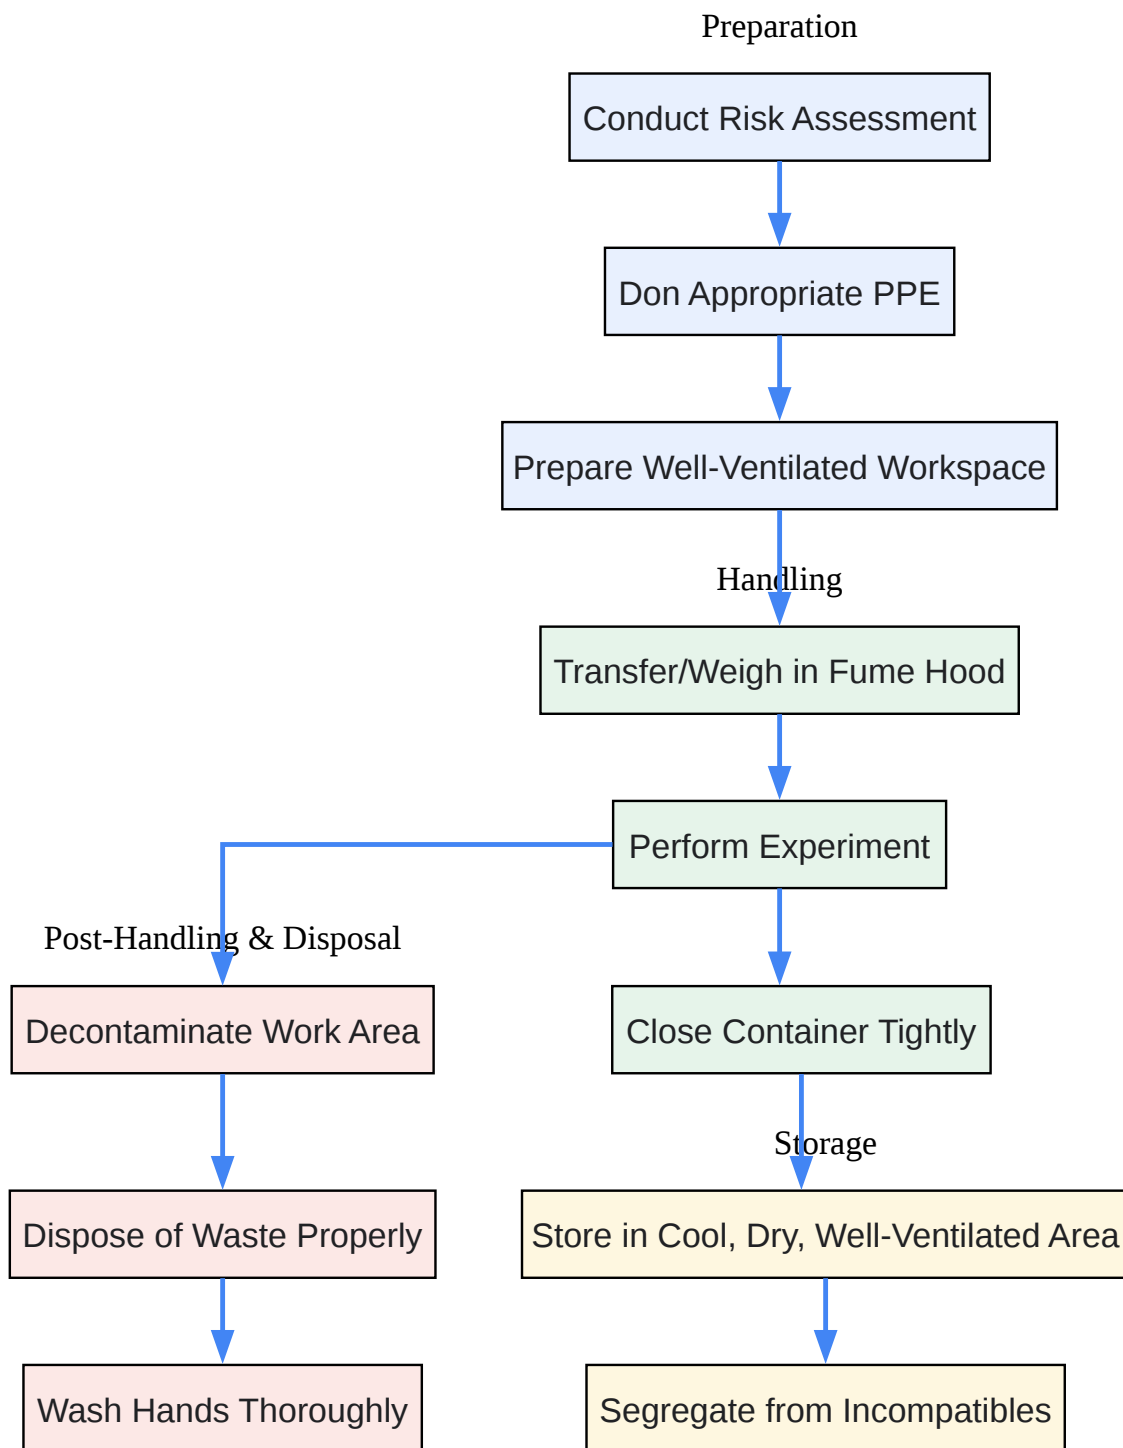 Preparation
Conduct Risk Assessment
Don Appropriate PPE
Prepare Well-Ventilated Workspace
Handling
Transfer/Weigh in Fume Hood
Perform Experiment
Post-Handling & Disposal
Decontaminate Work Area
Close Container Tightly
Storage
Dispose of Waste Properly
Store in Cool, Dry, Well-Ventilated Area
Wash Hands Thoroughly
Segregate from Incompatibles